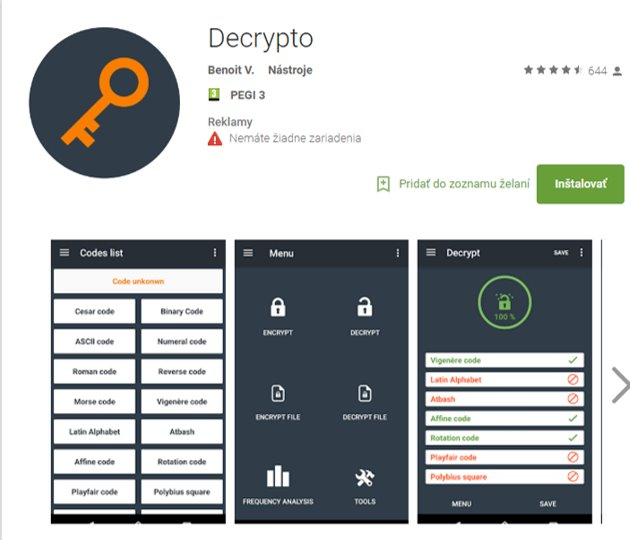 Decrypto
Benoit V. Nástroje
644
3 PEGI 3
Reklamy
Nemáte žiadne zariadenia
Pridať do zoznamu želaní
Inštalovať
Codes list
Code unkonwn
Cesar code Binary Code
ASCII code Numeral code
Roman code Reverse code
Morse code Vigenère code
Latin Alphabet Atbash
Affine code Rotation code
Playfair code Polybius square
Menu
ENCRYPT DECRYPT
ENCRYPT FILE DECRYPT FILE
FREQUENCY ANALYSIS TOOLS
Decrypt SAVE
100 %
Vigenère code
Latin Alphabet
Atbash
Affine code
Rotation code
Playfair code
Polybius square
MENU SAVE